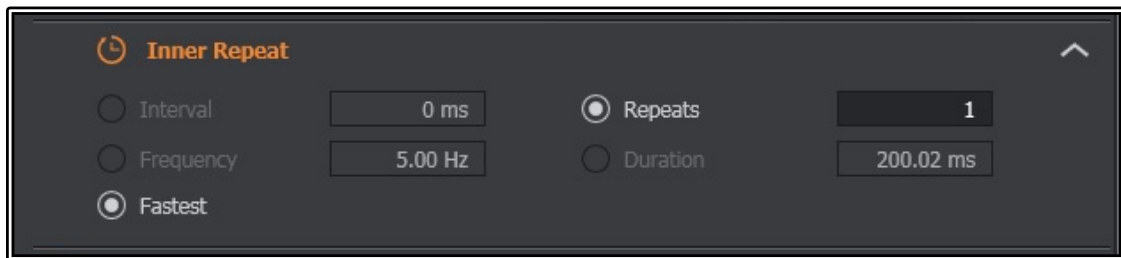 Inner Repeat
Interval 0 ms Repeats 1
Frequency 5.00 Hz Duration 200.02 ms
Fastest